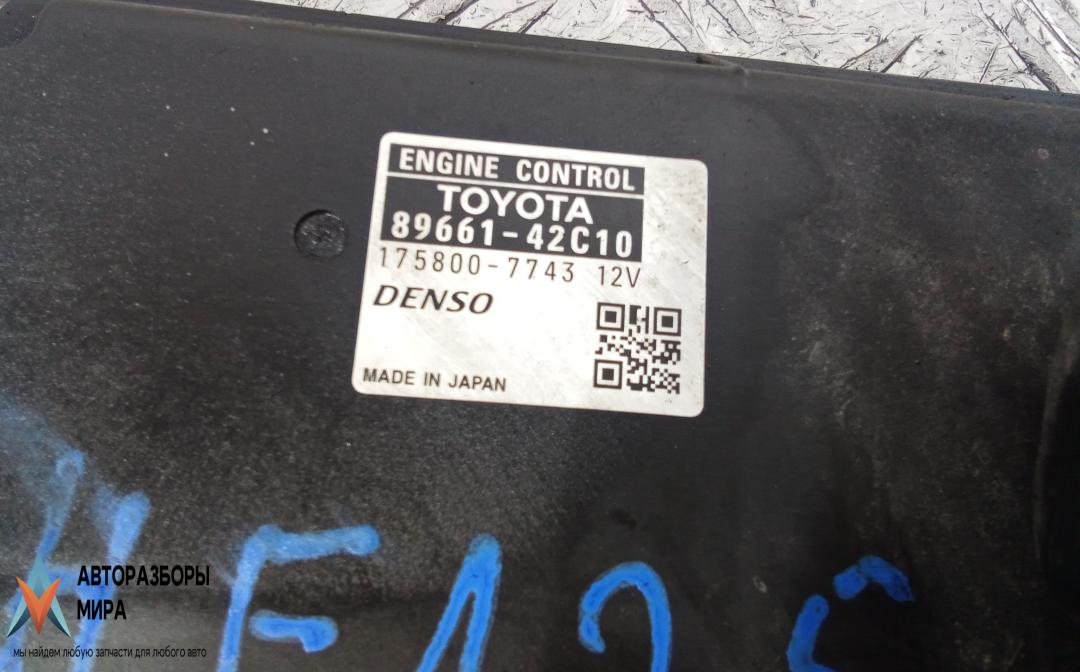 ENGINE CONTROL
TOYOTA
89661-42C10
175800-7743 12V
DENSO
MADE IN JAPAN
АВТОРАЗБОРЫ
МИРА
мы найдем любую запчасти для любого авто